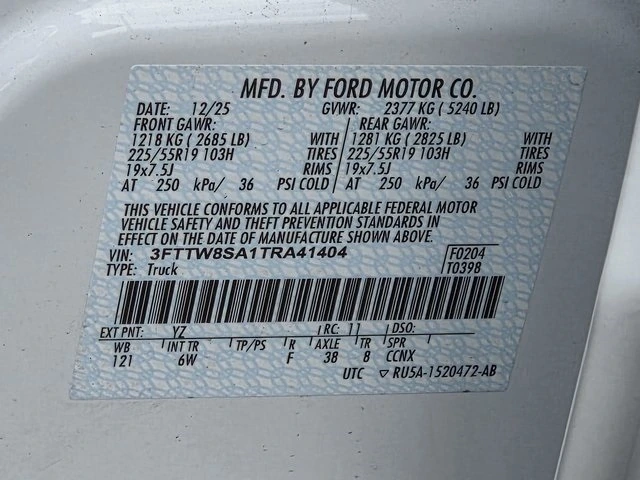 MFD. BY FORD MOTOR CO.
DATE: 12/25 GVWR: 2377 KG ( 5240 LB)
FRONT GAWR: REAR GAWR:
1218 KG ( 2685 LB) WITH 1281 KG ( 2825 LB) WITH
225/55R19 103H TIRES 225/55R19 103H TIRES
19x7.5J RIMS 19x7.5J RIMS
AT 250 kPa/ 36 PSI COLD AT 250 kPa/ 36 PSI COLD
THIS VEHICLE CONFORMS TO ALL APPLICABLE FEDERAL MOTOR
VEHICLE SAFETY AND THEFT PREVENTION STANDARDS IN
EFFECT ON THE DATE OF MANUFACTURE SHOWN ABOVE.
VIN: 3FTTW8SA1TRA41404 F0204
TYPE: Truck T0398
EXT PNT: YZ RC: 11 DSO:
WB INT TR TP/PS R AXLE TR SPR
121 6W F 38 8 CCNX
UTC ▽ RU5A-1520472-AB